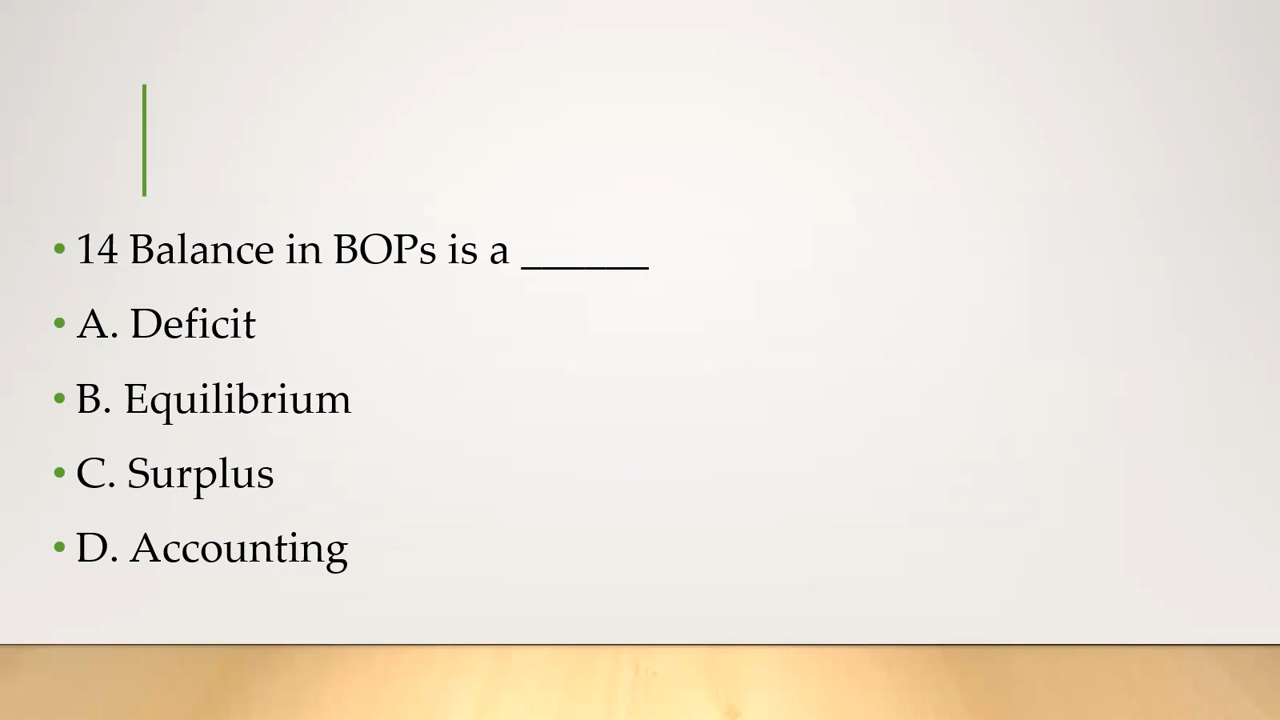 • 14 Balance in BOPs is a ______
• A. Deficit
• B. Equilibrium
• C. Surplus
• D. Accounting